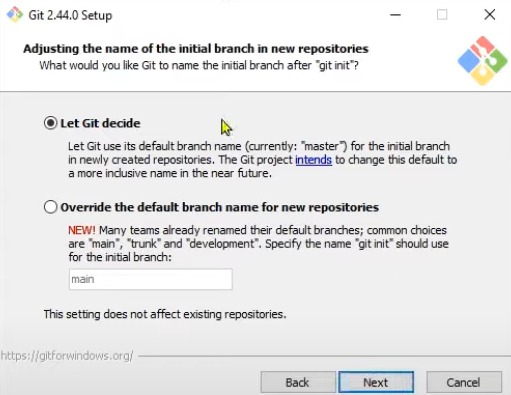 Git 2.44.0 Setup
Adjusting the name of the initial branch in new repositories
What would you like Git to name the initial branch after "git init"?
Let Git decide
Let Git use its default branch name (currently: "master") for the initial branch
in newly created repositories. The Git project intends to change this default to
a more inclusive name in the near future.
Override the default branch name for new repositories
NEW! Many teams already renamed their default branches; common choices
are "main", "trunk" and "development". Specify the name "git init" should use
for the initial branch:
main
This setting does not affect existing repositories.
https://gitforwindows.org/
Back Next Cancel